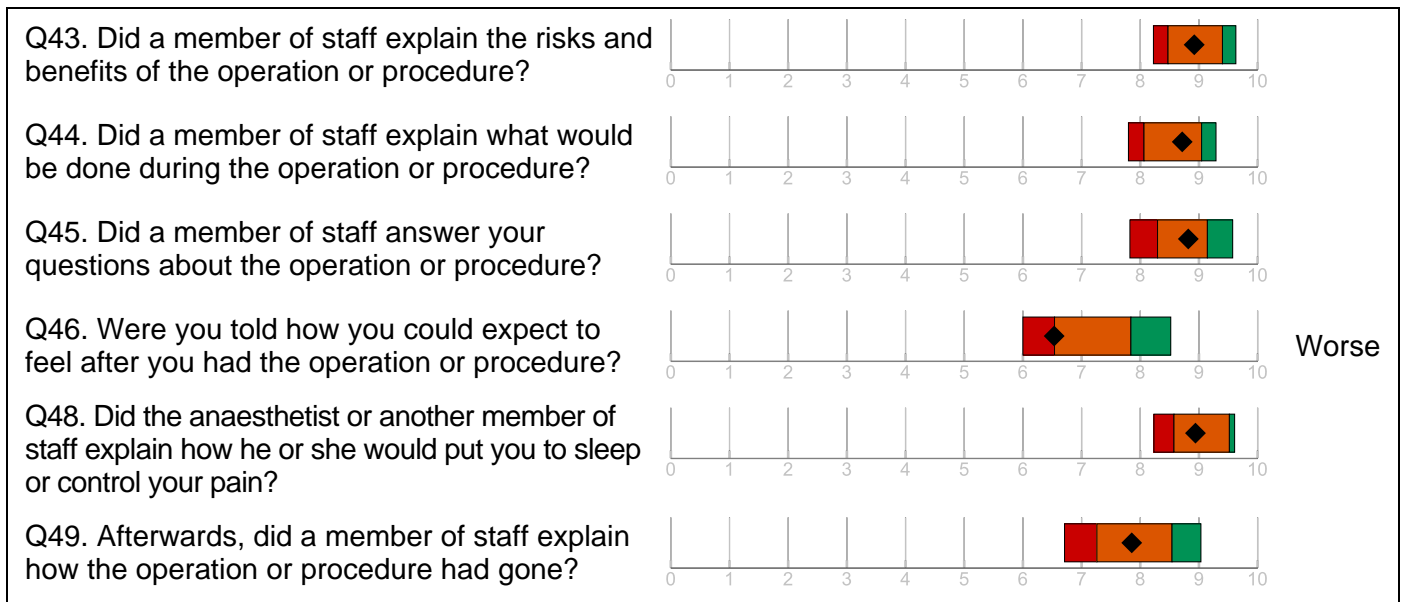 Q43. Did a member of staff explain the risks and
benefits of the operation or procedure?
0 1 2 3 4 5 6 7 8 9 10
Q44. Did a member of staff explain what would
be done during the operation or procedure?
0 1 2 3 4 5 6 7 8 9 10
Q45. Did a member of staff answer your
questions about the operation or procedure?
0 1 2 3 4 5 6 7 8 9 10
Q46. Were you told how you could expect to
feel after you had the operation or procedure?
Worse
0 1 2 3 4 5 6 7 8 9 10
Q48. Did the anaesthetist or another member of
staff explain how he or she would put you to sleep
or control your pain?
0 1 2 3 4 5 6 7 8 9 10
Q49. Afterwards, did a member of staff explain
how the operation or procedure had gone?
0 1 2 3 4 5 6 7 8 9 10